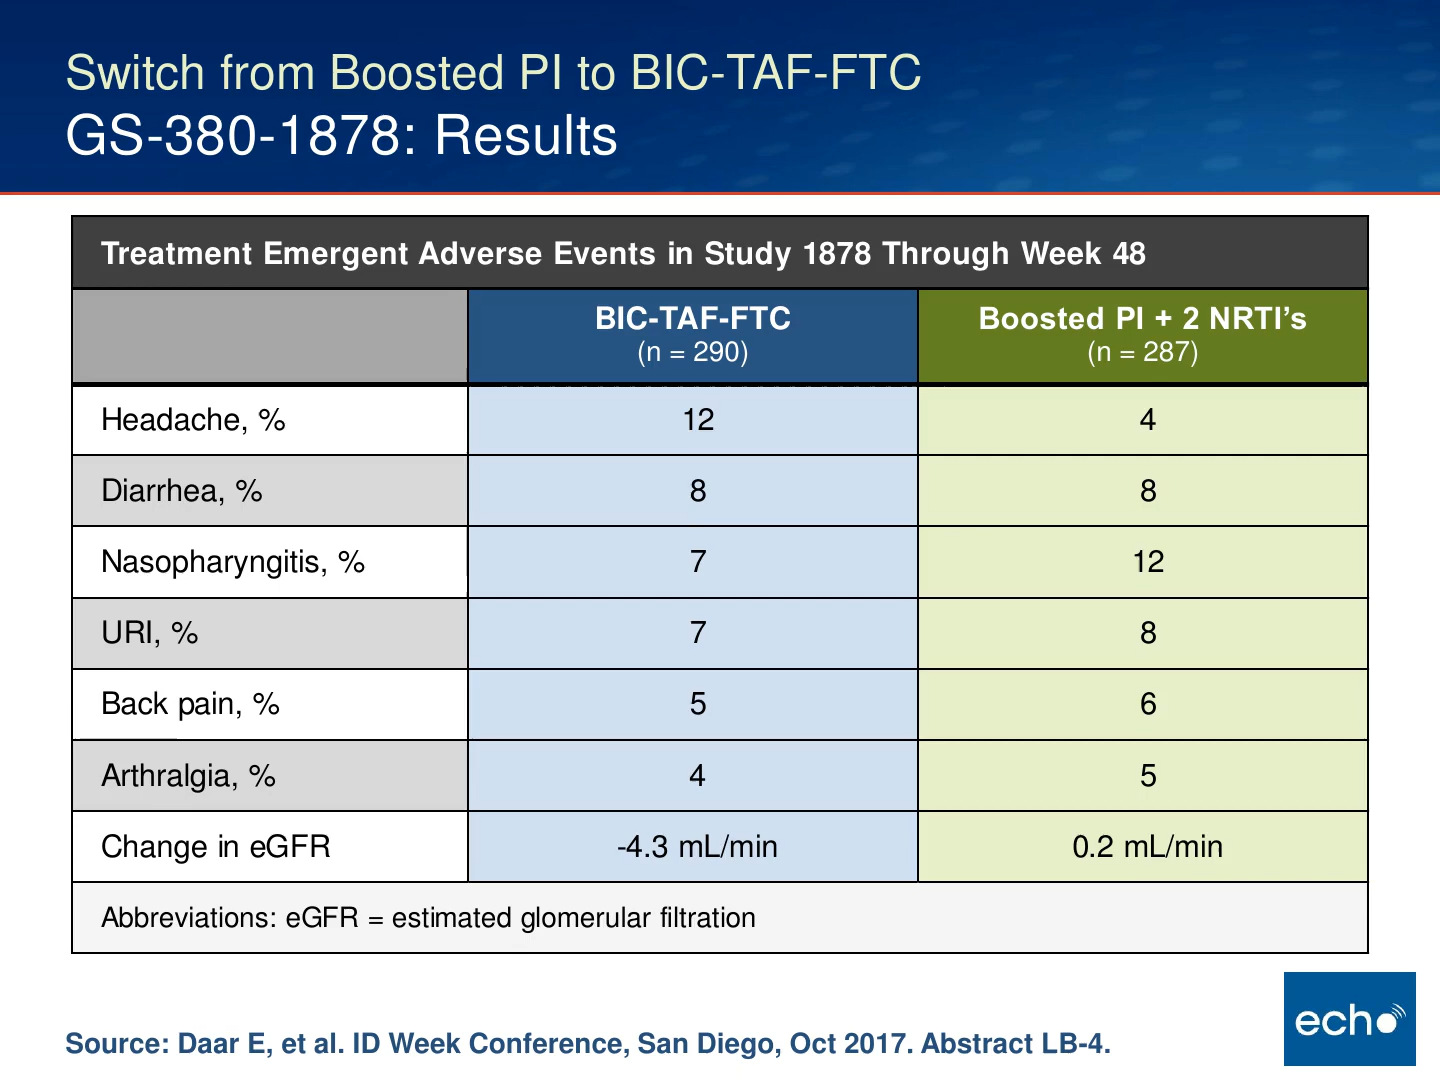 Switch from Boosted PI to BIC-TAF-FTC
GS-380-1878: Results
Treatment Emergent Adverse Events in Study 1878 Through Week 48
BIC-TAF-FTC
(n = 290)
Boosted PI + 2 NRTI’s
(n = 287)
Headache, % 12 4
Diarrhea, % 8 8
Nasopharyngitis, % 7 12
URI, % 7 8
Back pain, % 5 6
Arthralgia, % 4 5
Change in eGFR -4.3 mL/min 0.2 mL/min
Abbreviations: eGFR = estimated glomerular filtration
echo
Source: Daar E, et al. ID Week Conference, San Diego, Oct 2017. Abstract LB-4.